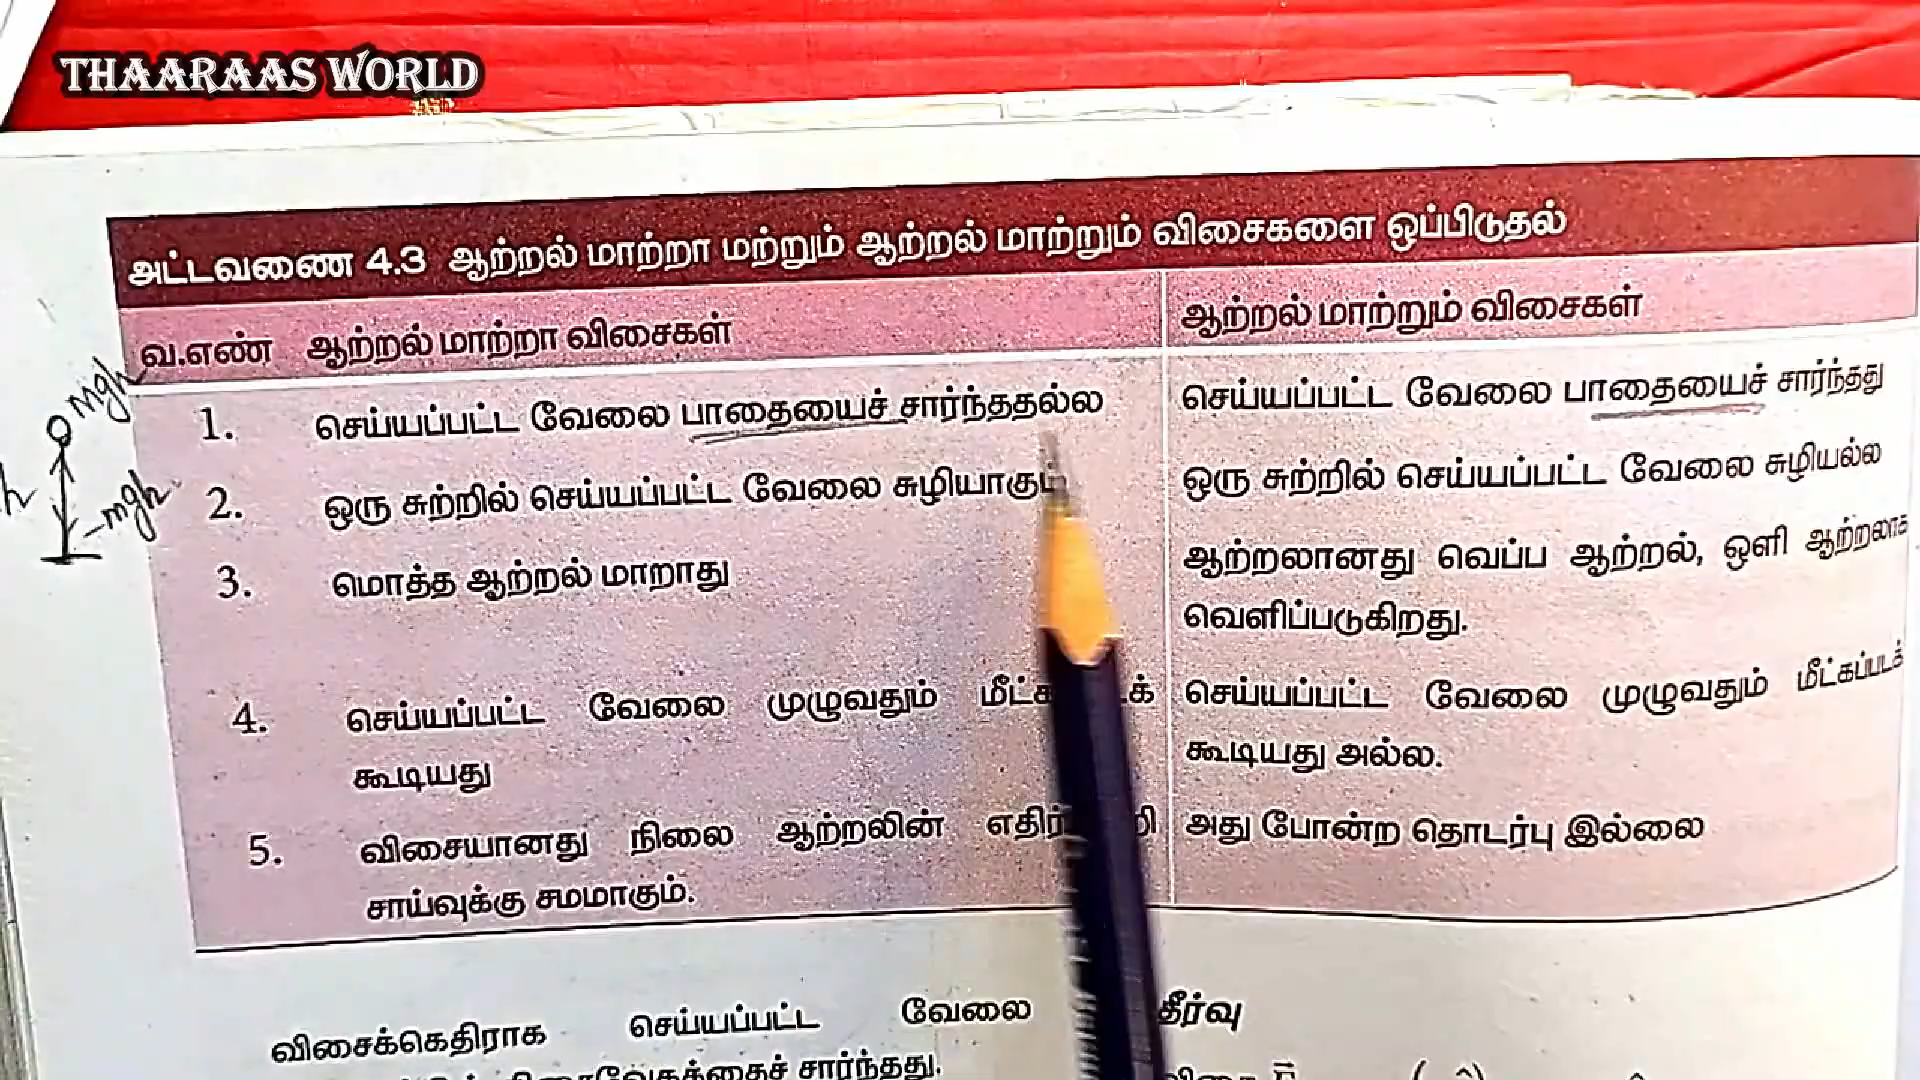 THAARAAS WORLD
அட்டவணை 4.3 ஆற்றல் மாற்றா மற்றும் ஆற்றல் மாற்றும் விசைகளை ஒப்பிடுதல்
வ.எண் ஆற்றல் மாற்றா விசைகள் ஆற்றல் மாற்றும் விசைகள்
mgh
1. செய்யப்பட்ட வேலை பாதையைச் சார்ந்ததல்ல செய்யப்பட்ட வேலை பாதையைச் சார்ந்தது
h -mgh
2. ஒரு சுற்றில் செய்யப்பட்ட வேலை சுழியாகும் ஒரு சுற்றில் செய்யப்பட்ட வேலை சுழியல்ல
3. மொத்த ஆற்றல் மாறாது ஆற்றலானது வெப்ப ஆற்றல், ஒளி ஆற்றலாக
வெளிப்படுகிறது.
4. செய்யப்பட்ட வேலை முழுவதும் செய்யப்பட்ட வேலை முழுவதும் மீட்கப்படக்
கூடியது கூடியது அல்ல.
5. விசையானது நிலை ஆற்றலின் அது போன்ற தொடர்பு இல்லை
சாய்வுக்கு சமமாகும்.
விசைக்கெதிராக செய்யப்பட்ட வேலை தீர்வு
சார்ந்தது.